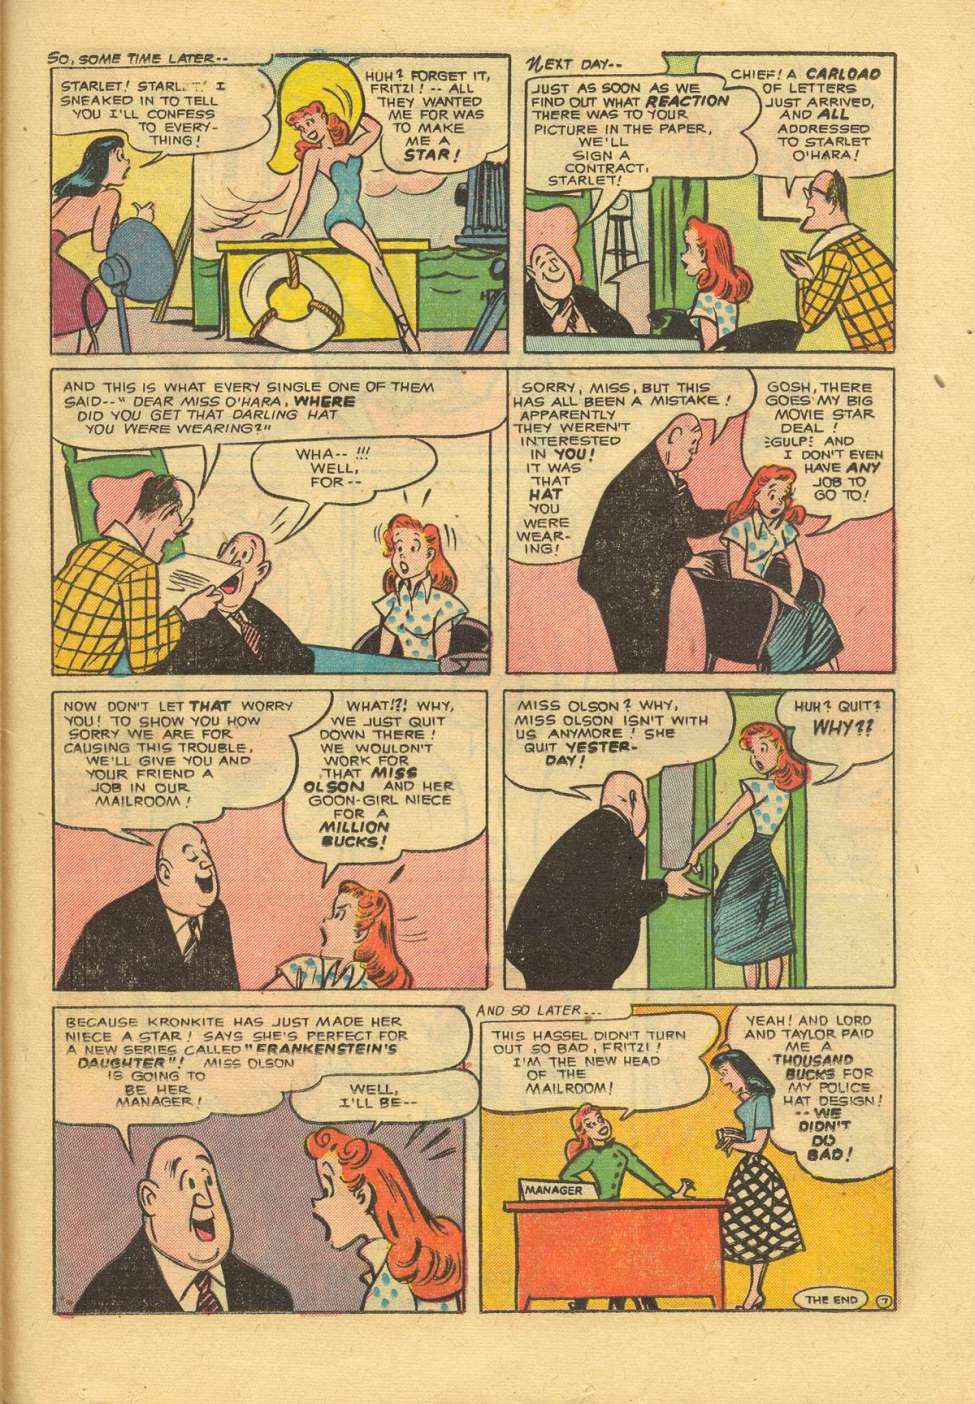 SO, SOME TIME LATER--
STARLET! STARLET! I
SNEAKED IN TO TELL
YOU I'LL CONFESS
TO EVERY-
THING!
HUH? FORGET IT,
FRITZI! -- ALL
THEY WANTED
ME FOR WAS
TO MAKE
ME A
STAR!
NEXT DAY--
JUST AS SOON AS WE
FIND OUT WHAT REACTION
THERE WAS TO YOUR
PICTURE IN THE PAPER,
WE'LL
SIGN A
CONTRACT,
STARLET!
CHIEF! A CARLOAD
OF LETTERS
JUST ARRIVED,
AND ALL
ADDRESSED
TO STARLET
O'HARA!
AND THIS IS WHAT EVERY SINGLE ONE OF THEM
SAID--"DEAR MISS O'HARA, WHERE
DID YOU GET THAT DARLING HAT
YOU WERE WEARING?"
WHA--!!!
WELL,
FOR--
SORRY, MISS, BUT THIS
HAS ALL BEEN A MISTAKE!
APPARENTLY
THEY WEREN'T
INTERESTED
IN YOU!
IT WAS
THAT
HAT
YOU
WERE
WEAR-
ING!
GOSH, THERE
GOES MY BIG
MOVIE STAR
DEAL!
:GULP: AND
I DON'T EVEN
HAVE ANY
JOB TO
GO TO!
NOW DON'T LET THAT WORRY
YOU! TO SHOW YOU HOW
SORRY WE ARE FOR
CAUSING THIS TROUBLE,
WE'LL GIVE YOU AND
YOUR FRIEND A
JOB IN OUR
MAILROOM!
WHAT!?! WHY,
WE JUST QUIT
DOWN THERE!
WE WOULDN'T
WORK FOR
THAT MISS
OLSON AND HER
GOON-GIRL NIECE
FOR A
MILLION
BUCKS!
MISS OLSON? WHY,
MISS OLSON ISN'T WITH
US ANYMORE! SHE
QUIT YESTER-
DAY!
HUH? QUIT?
WHY??
BECAUSE KRONKITE HAS JUST MADE HER
NIECE A STAR! SAYS SHE'S PERFECT FOR
A NEW SERIES CALLED "FRANKENSTEIN'S
DAUGHTER"! MISS OLSON
IS GOING TO
BE HER
MANAGER!
WELL,
I'LL BE--
AND SO LATER---
THIS HASSEL DIDN'T TURN
OUT SO BAD, FRITZI!
I'M THE NEW HEAD
OF THE
MAILROOM!
YEAH! AND LORD
AND TAYLOR PAID
ME A
THOUSAND
BUCKS FOR
MY POLICE
HAT DESIGN!
--WE
DIDN'T
DO
BAD!
MANAGER
THE END
7